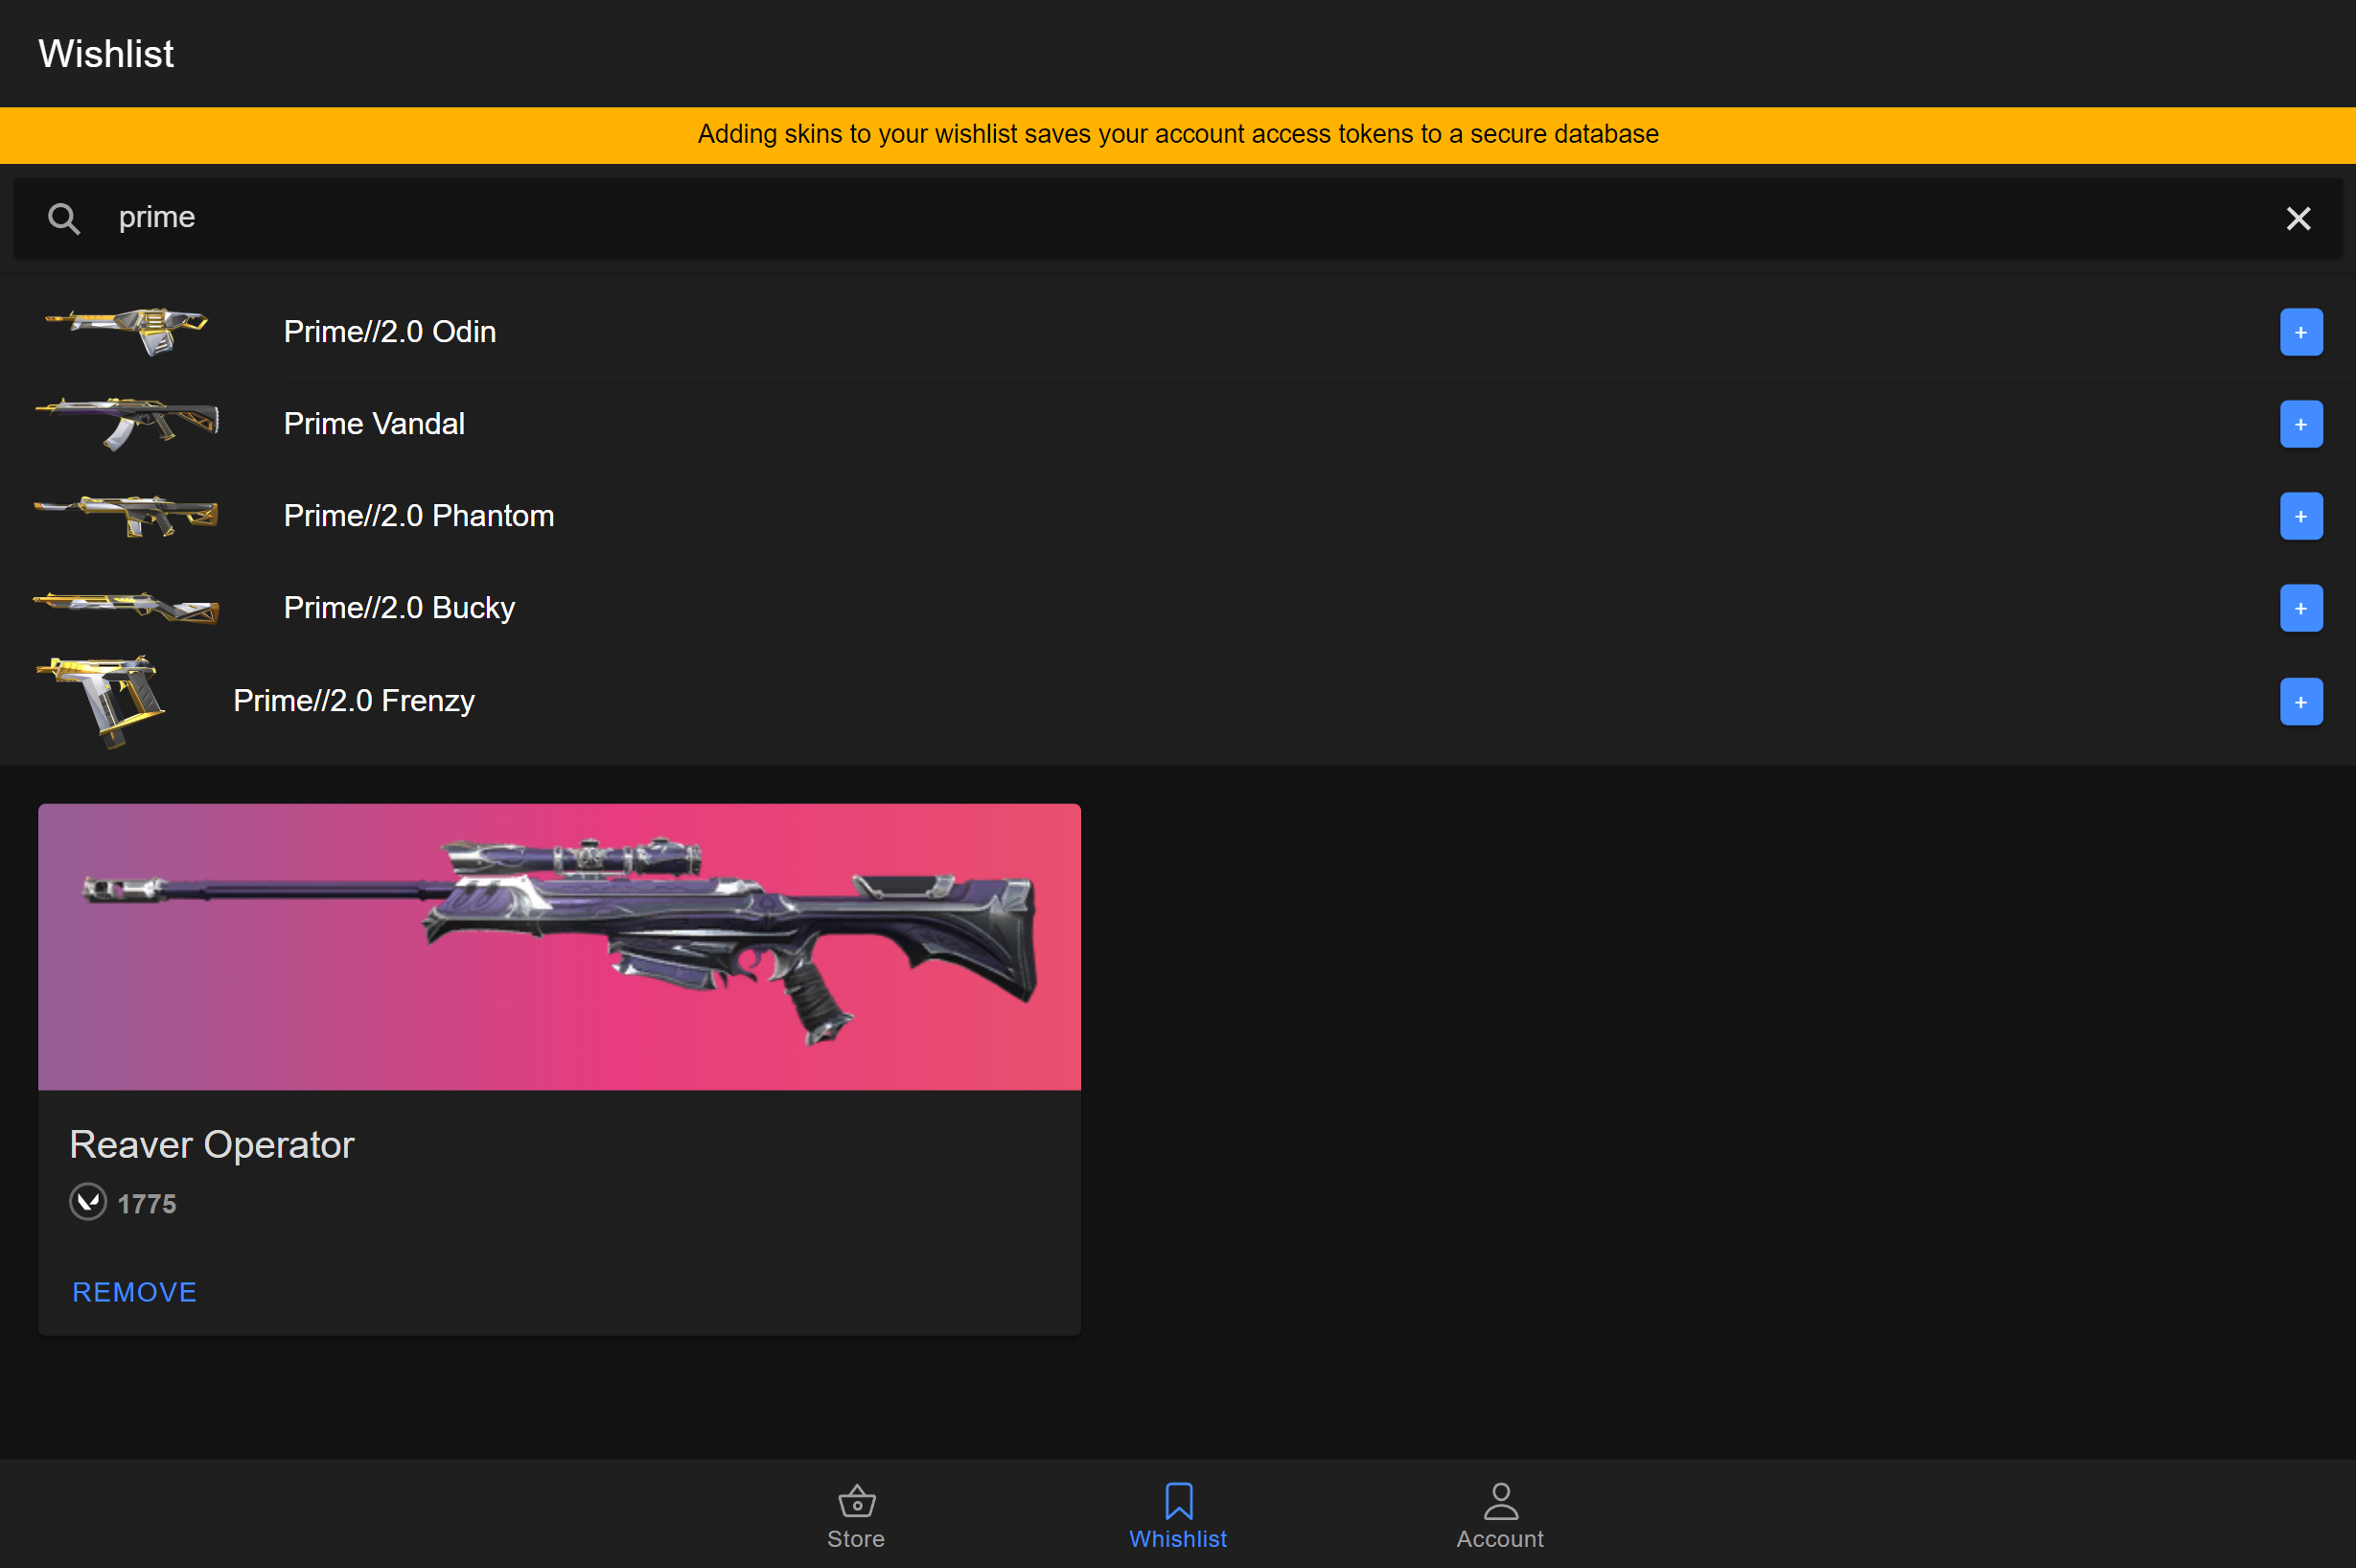 Wishlist
Adding skins to your wishlist saves your account access tokens to a secure database
prime
Prime//2.0 Odin
+
Prime Vandal
+
Prime//2.0 Phantom
+
Prime//2.0 Bucky
+
Prime//2.0 Frenzy
+
Reaver Operator
1775
REMOVE
Store
Whishlist
Account